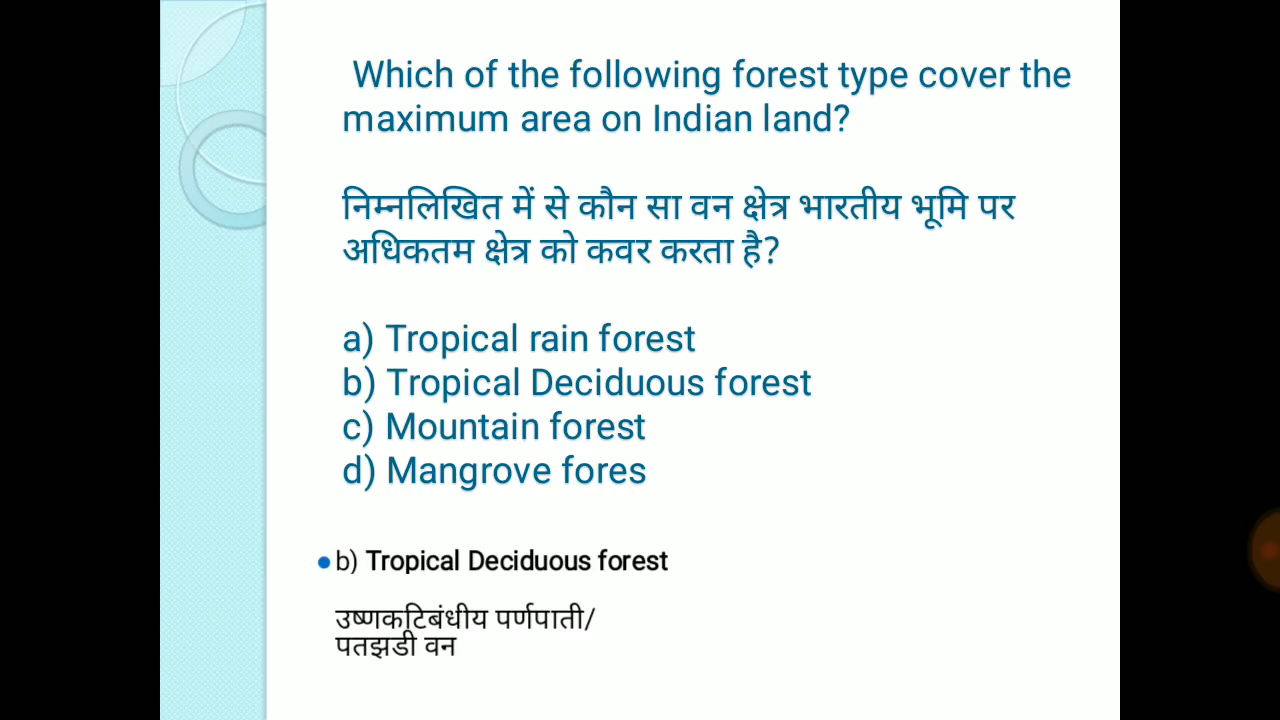 Which of the following forest type cover the
maximum area on Indian land?
निम्नलिखित में से कौन सा वन क्षेत्र भारतीय भूमि पर
अधिकतम क्षेत्र को कवर करता है?
a) Tropical rain forest
b) Tropical Deciduous forest
c) Mountain forest
d) Mangrove fores
b) Tropical Deciduous forest
उष्णकटिबंधीय पर्णपाती/
पतझडी वन